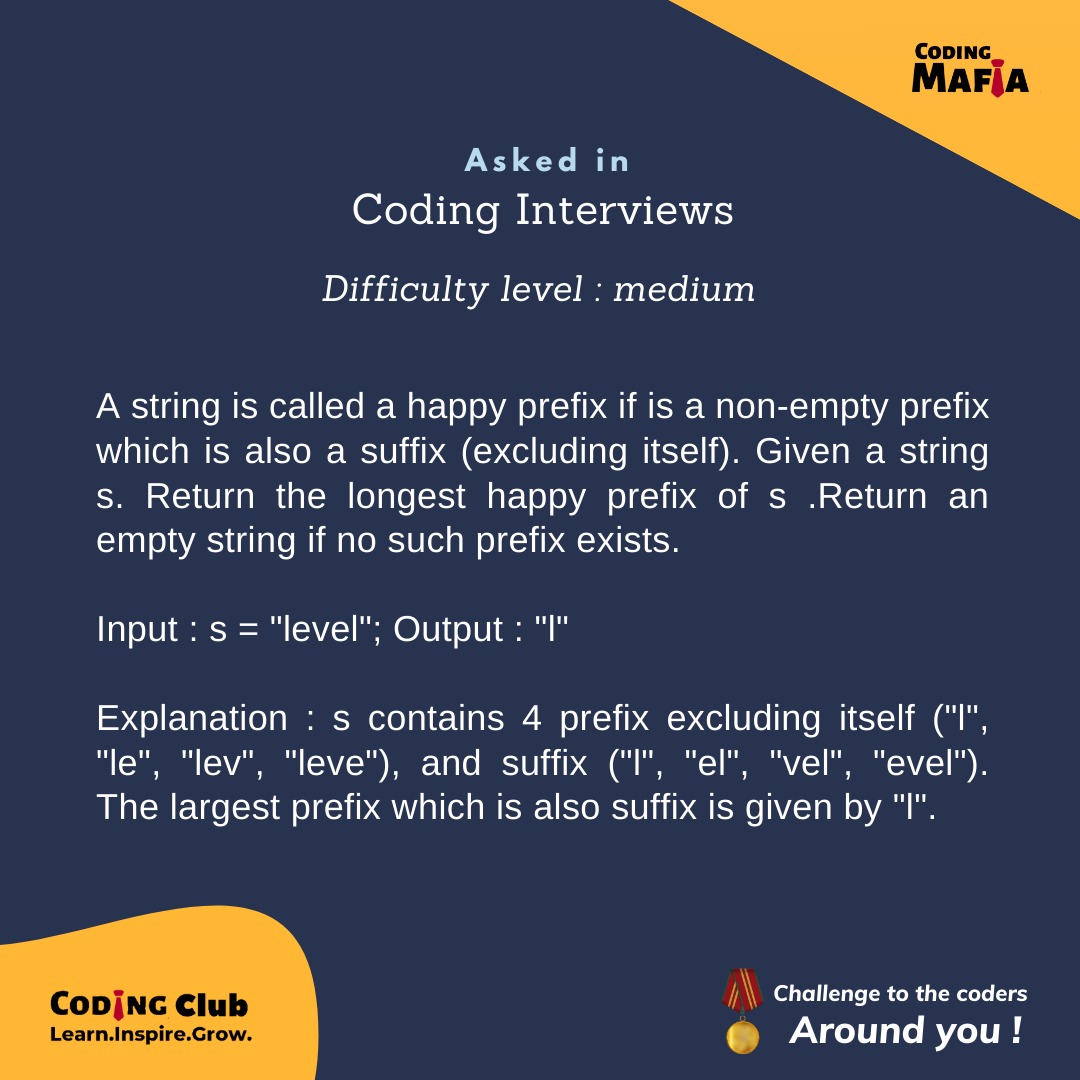 CODING
MAFIA
Asked in
Coding Interviews
Difficulty level : medium
A string is called a happy prefix if is a non-empty prefix
which is also a suffix (excluding itself). Given a string
s. Return the longest happy prefix of s .Return an
empty string if no such prefix exists.
Input : s = "level"; Output : "l"
Explanation : s contains 4 prefix excluding itself ("l",
"le", "lev", "leve"), and suffix ("l", "el", "vel", "evel").
The largest prefix which is also suffix is given by "l".
CODING Club
Learn.Inspire.Grow.
Challenge to the coders
Around you !